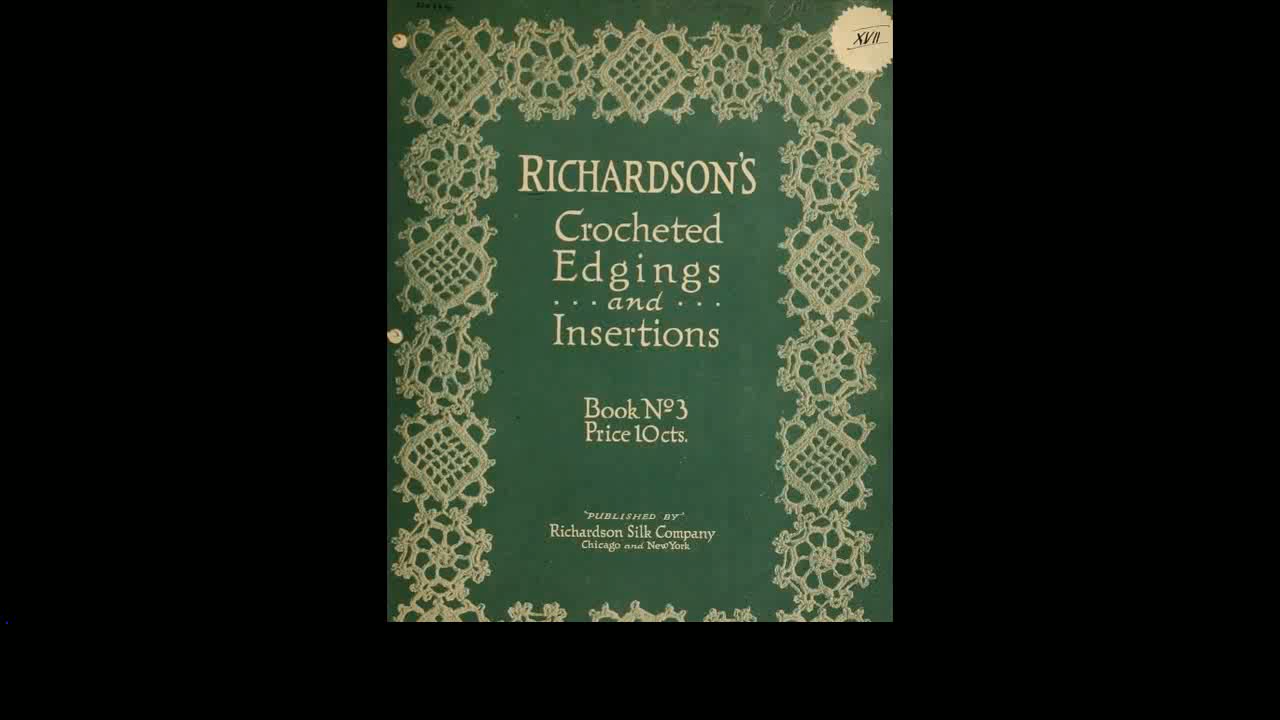 XVII
RICHARDSON'S
Crocheted
Edgings
...and...
Insertions
Book Nº 3
Price 10cts.
"PUBLISHED BY"
Richardson Silk Company
Chicago and New York